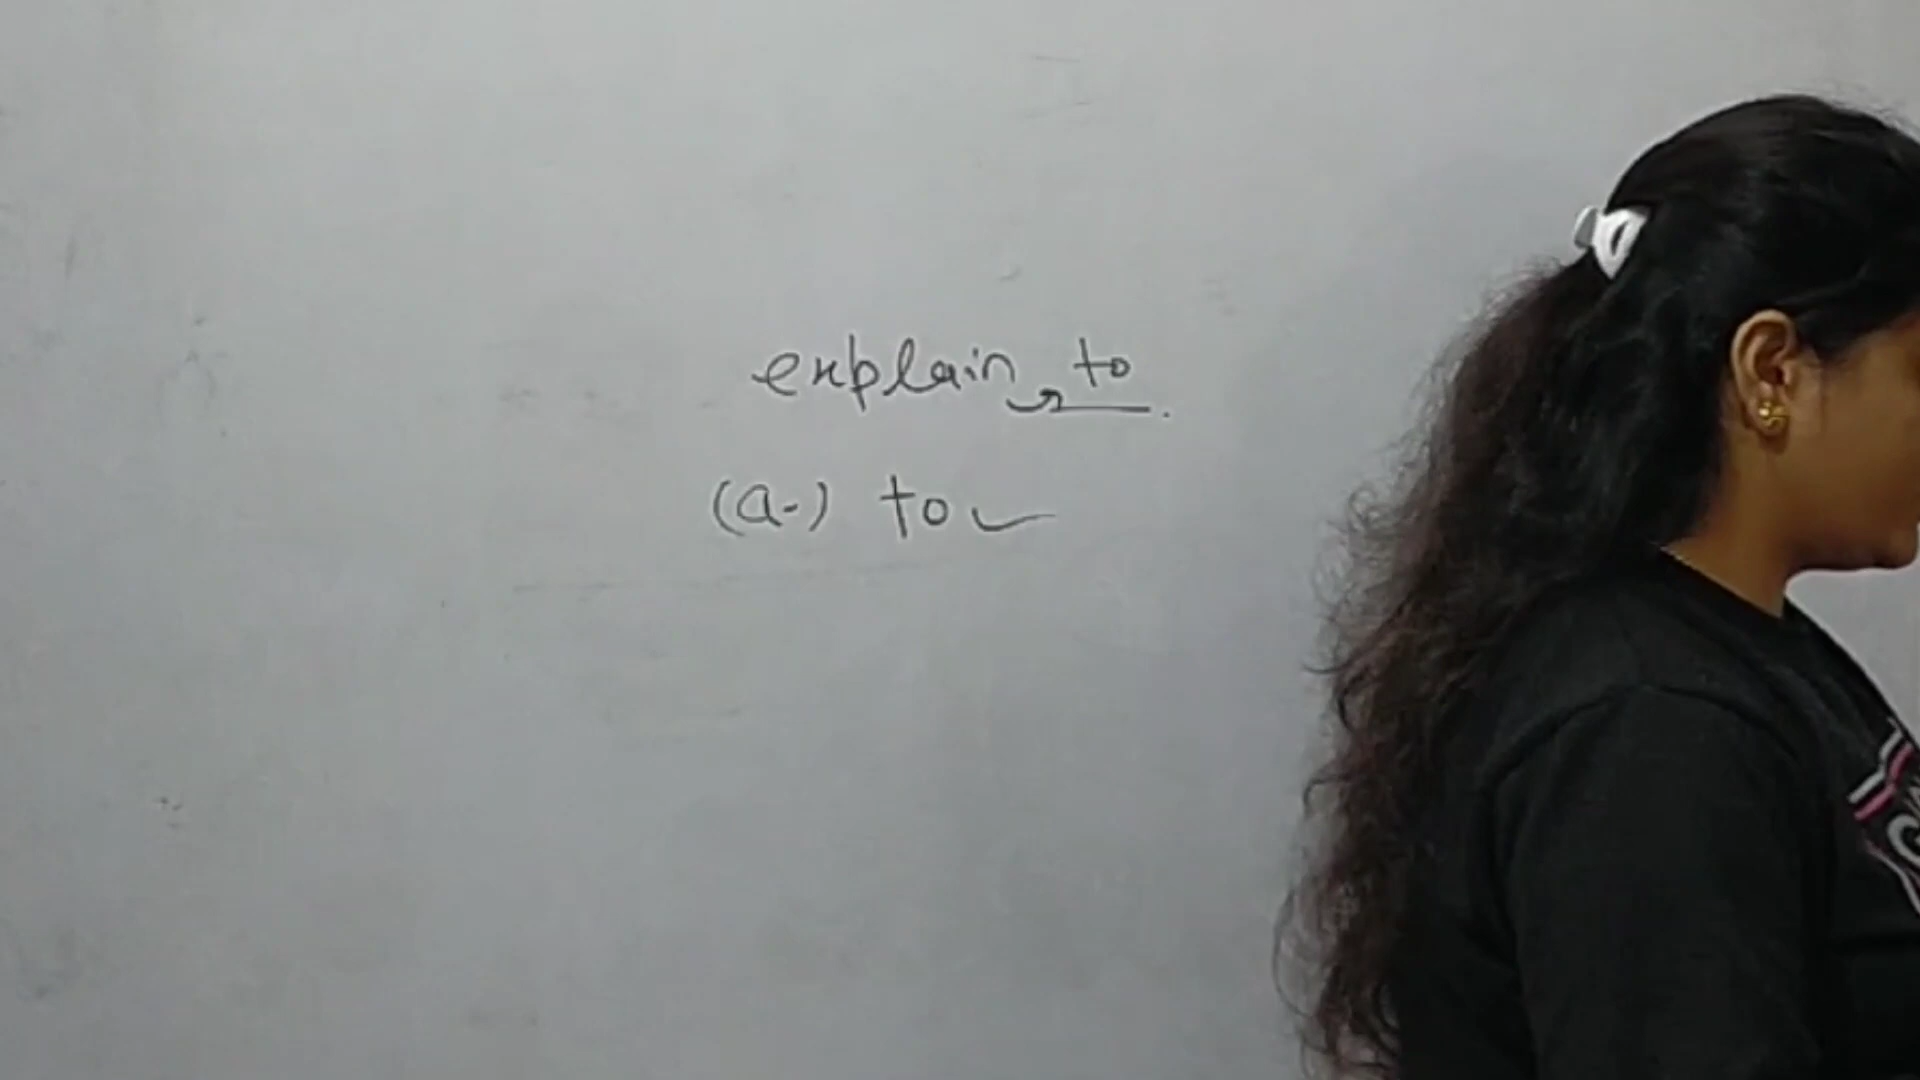 explain to.
(a.) to ✓